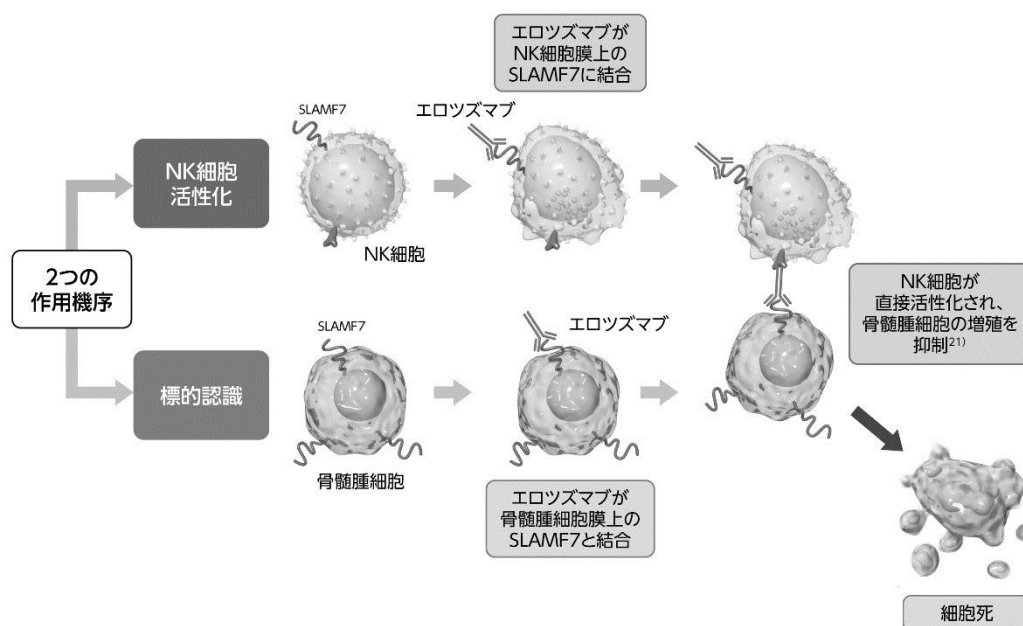 エロツズマブが
NK細胞膜上の
SLAMF7に結合
SLAMF7
エロツズマブ
NK細胞
活性化
NK細胞
2つの
作用機序
NK細胞が
直接活性化され、
骨髄腫細胞の増殖を
抑制21)
SLAMF7
エロツズマブ
標的認識
骨髄腫細胞
エロツズマブが
骨髄腫細胞膜上の
SLAMF7と結合
細胞死